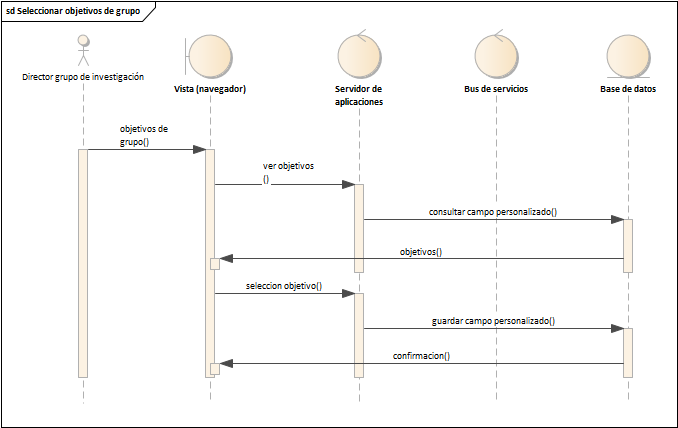 sd Seleccionar objetivos de grupo
Director grupo de investigación
Vista (navegador)
Servidor de
aplicaciones
Bus de servicios
Base de datos
objetivos de
grupo()
ver objetivos
()
consultar campo personalizado()
objetivos()
seleccion objetivo()
guardar campo personalizado()
confirmacion()